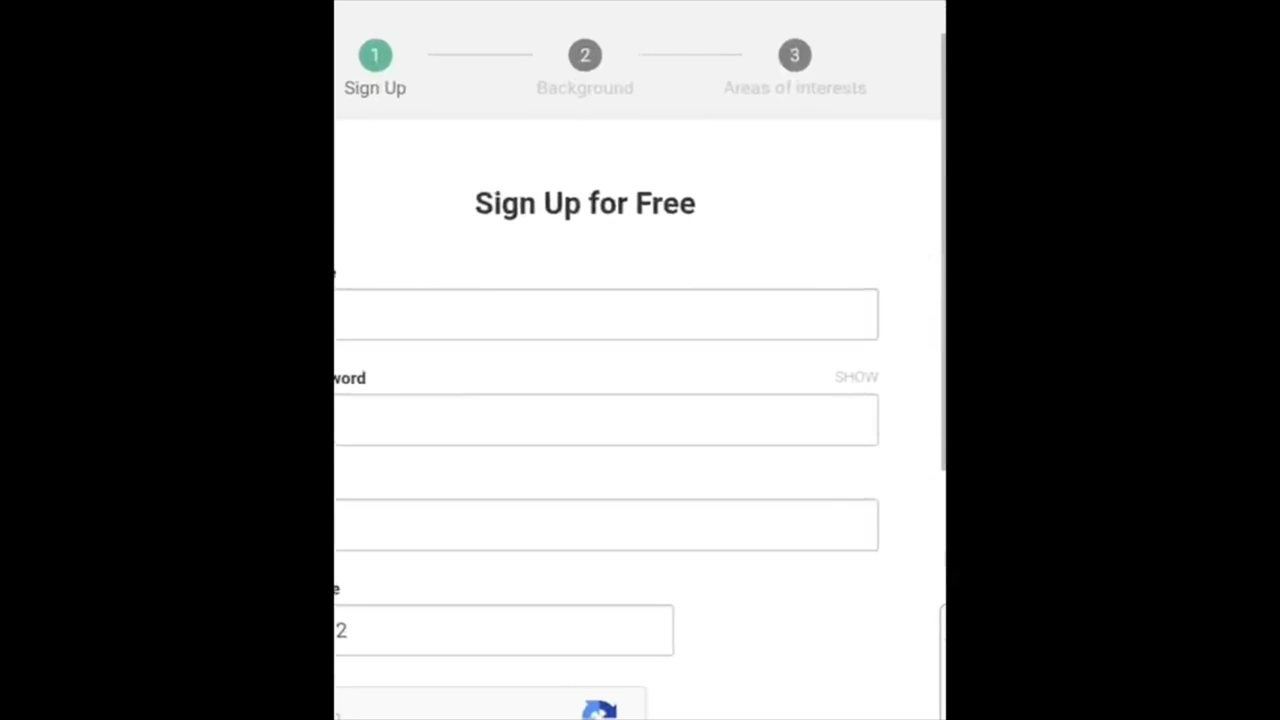 1 2 3
Sign Up Background Areas of interests
Sign Up for Free
word SHOW
2